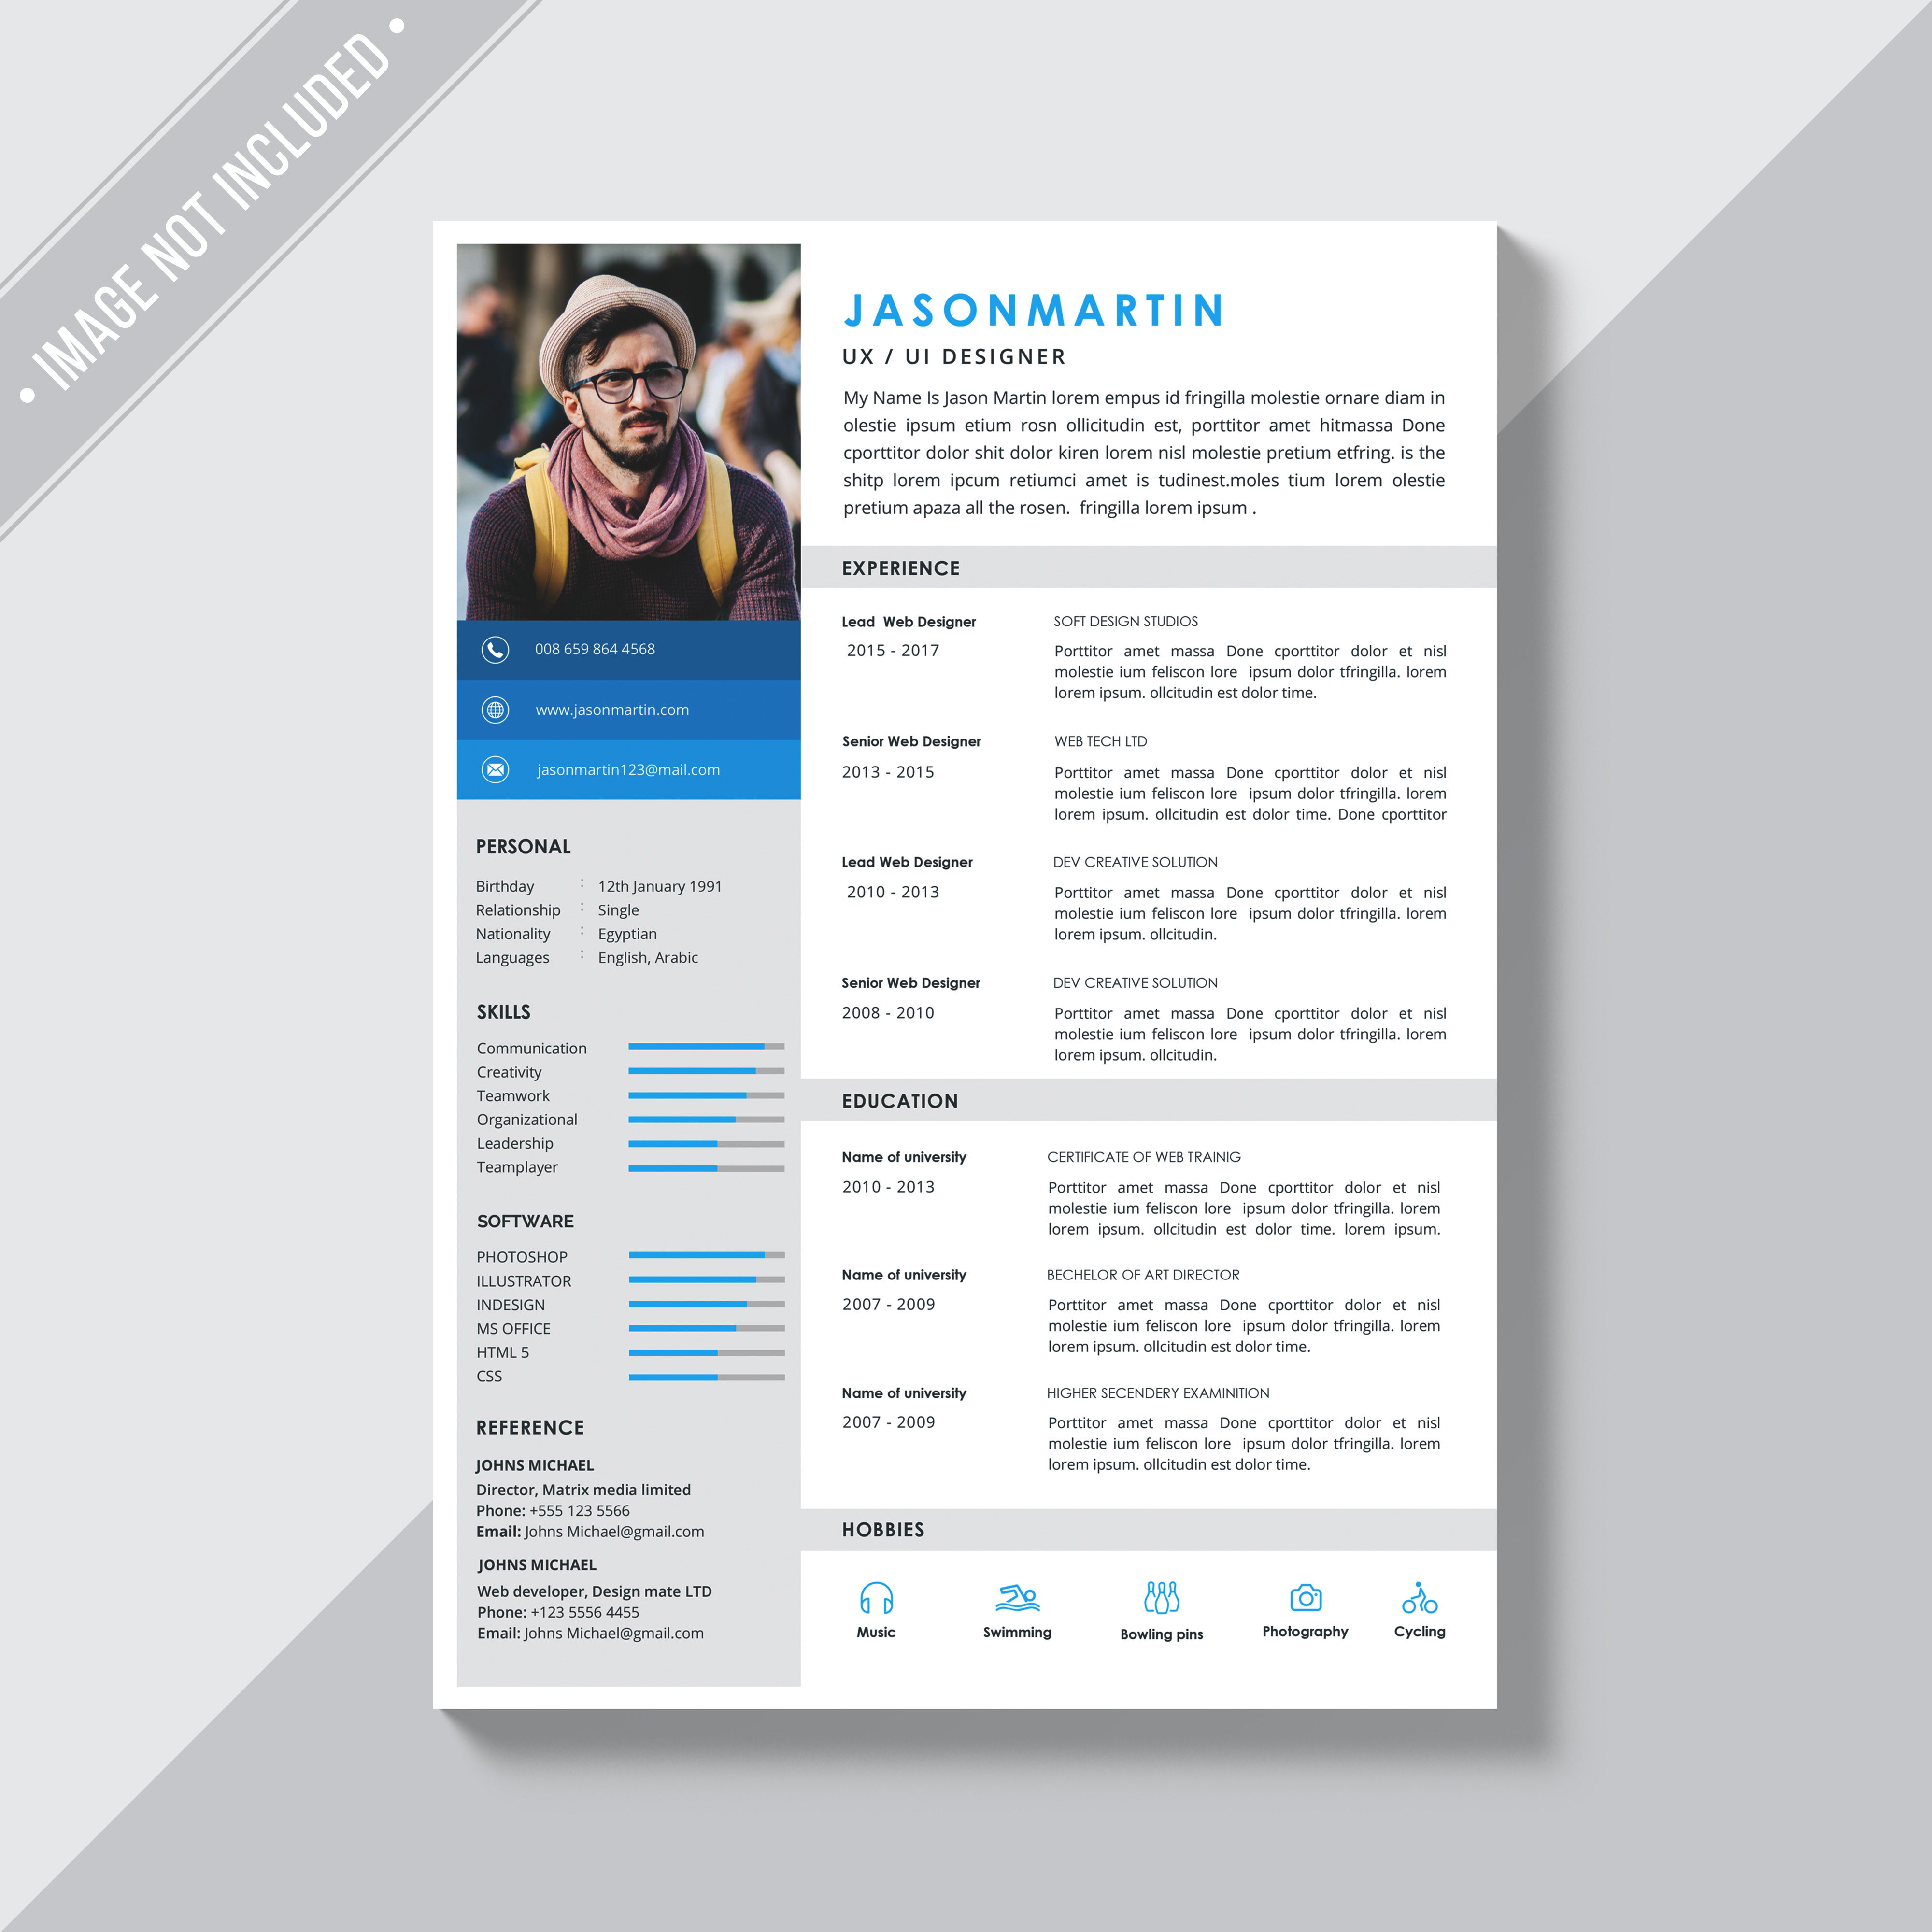 IMAGE NOT INCLUDED
JASONMARTIN
UX / UI DESIGNER
My Name Is Jason Martin lorem empus id fringilla molestie ornare diam in
olestie ipsum etium rosn ollicitudin est, porttitor amet hitmassa Done
cporttitor dolor shit dolor kiren lorem nisl molestie pretium etfring. is the
shitp lorem ipcum retiumci amet is tudinest.moles tium lorem olestie
pretium apaza all the rosen. fringilla lorem ipsum .
008 659 864 4568
www.jasonmartin.com
jasonmartin123@mail.com
PERSONAL
Birthday : 12th January 1991
Relationship : Single
Nationality : Egyptian
Languages : English, Arabic
SKILLS
Communication
Creativity
Teamwork
Organizational
Leadership
Teamplayer
SOFTWARE
PHOTOSHOP
ILLUSTRATOR
INDESIGN
MS OFFICE
HTML 5
CSS
REFERENCE
JOHNS MICHAEL
Director, Matrix media limited
Phone: +555 123 5566
Email: Johns Michael@gmail.com
JOHNS MICHAEL
Web developer, Design mate LTD
Phone: +123 5556 4455
Email: Johns Michael@gmail.com
EXPERIENCE
Lead Web Designer SOFT DESIGN STUDIOS
2015 - 2017 Porttitor amet massa Done cporttitor dolor et nisl
molestie ium feliscon lore ipsum dolor tfringilla. lorem
lorem ipsum. ollcitudin est dolor time.
Senior Web Designer WEB TECH LTD
2013 - 2015 Porttitor amet massa Done cporttitor dolor et nisl
molestie ium feliscon lore ipsum dolor tfringilla. lorem
lorem ipsum. ollcitudin est dolor time. Done cporttitor
Lead Web Designer DEV CREATIVE SOLUTION
2010 - 2013 Porttitor amet massa Done cporttitor dolor et nisl
molestie ium feliscon lore ipsum dolor tfringilla. lorem
lorem ipsum. ollcitudin.
Senior Web Designer DEV CREATIVE SOLUTION
2008 - 2010 Porttitor amet massa Done cporttitor dolor et nisl
molestie ium feliscon lore ipsum dolor tfringilla. lorem
lorem ipsum. ollcitudin.
EDUCATION
Name of university CERTIFICATE OF WEB TRAINIG
2010 - 2013 Porttitor amet massa Done cporttitor dolor et nisl
molestie ium feliscon lore ipsum dolor tfringilla. lorem
lorem ipsum. ollcitudin est dolor time. lorem ipsum.
Name of university BECHELOR OF ART DIRECTOR
2007 - 2009 Porttitor amet massa Done cporttitor dolor et nisl
molestie ium feliscon lore ipsum dolor tfringilla. lorem
lorem ipsum. ollcitudin est dolor time.
Name of university HIGHER SECENDERY EXAMINITION
2007 - 2009 Porttitor amet massa Done cporttitor dolor et nisl
molestie ium feliscon lore ipsum dolor tfringilla. lorem
lorem ipsum. ollcitudin est dolor time.
HOBBIES
Music Swimming Bowling pins Photography Cycling